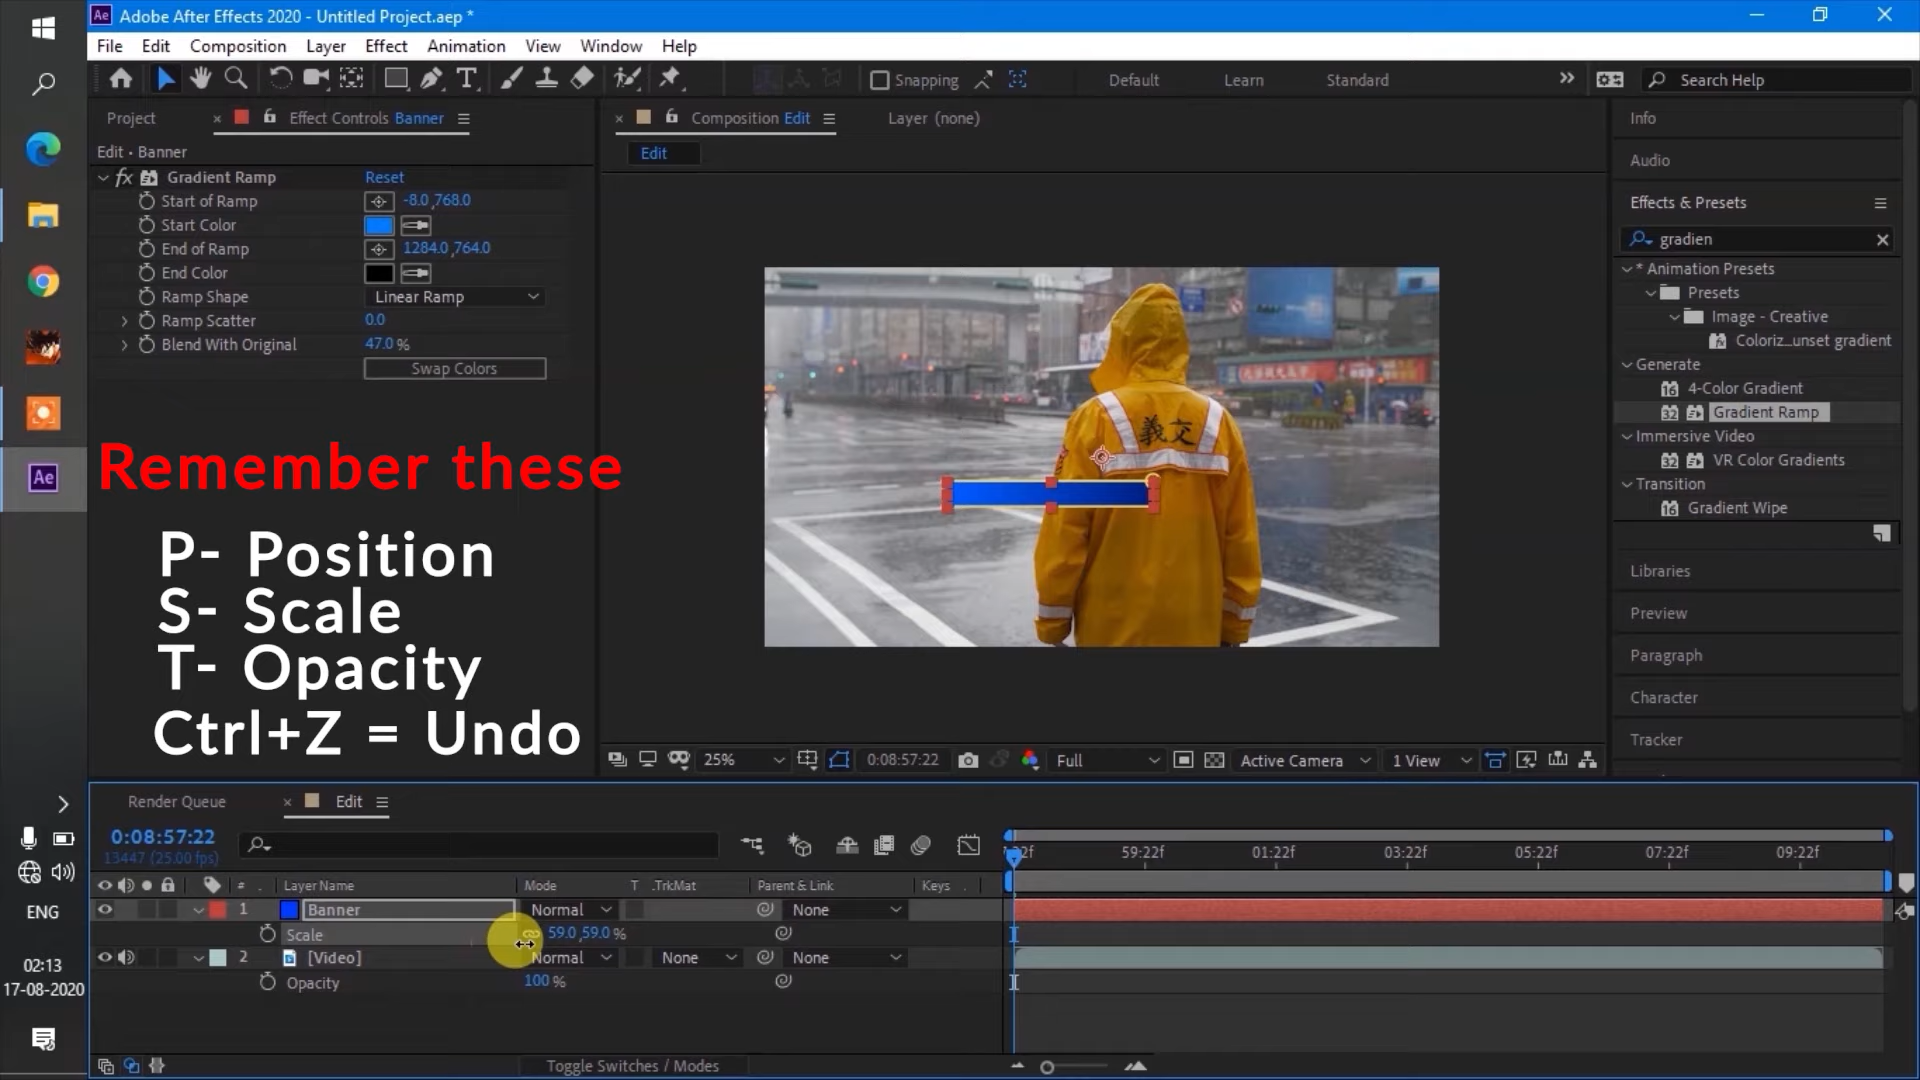 Adobe After Effects 2020 - Untitled Project.aep *
File Edit Composition Layer Effect Animation View Window Help
Snapping Default Learn Standard Search Help
Project Effect Controls Banner Composition Edit Layer (none) Info
Edit • Banner Edit
Audio
fx Gradient Ramp Reset
Start of Ramp -8.0,768.0
Start Color
End of Ramp 1284.0,764.0
End Color
Ramp Shape Linear Ramp
Ramp Scatter 0.0
Blend With Original 47.0 %
Swap Colors
Effects & Presets
gradien
* Animation Presets
Presets
Image - Creative
Coloriz...unset gradient
Generate
4-Color Gradient
Gradient Ramp
Immersive Video
VR Color Gradients
Transition
Gradient Wipe
Libraries
Preview
Paragraph
Character
Tracker
義交
Ae
Remember these
P- Position
S- Scale
T- Opacity
Ctrl+Z = Undo
25% 0:08:57:22 Full Active Camera 1 View
Render Queue Edit
0:08:57:22
13447 (25.00 fps)
59:22f 01:22f 03:22f 05:22f 07:22f 09:22f
# Layer Name Mode T .TrkMat Parent & Link Keys
1 Banner Normal None
Scale 59.0,59.0 %
2 [Video] Normal None None
Opacity 100 %
Toggle Switches / Modes
ENG
02:13
17-08-2020